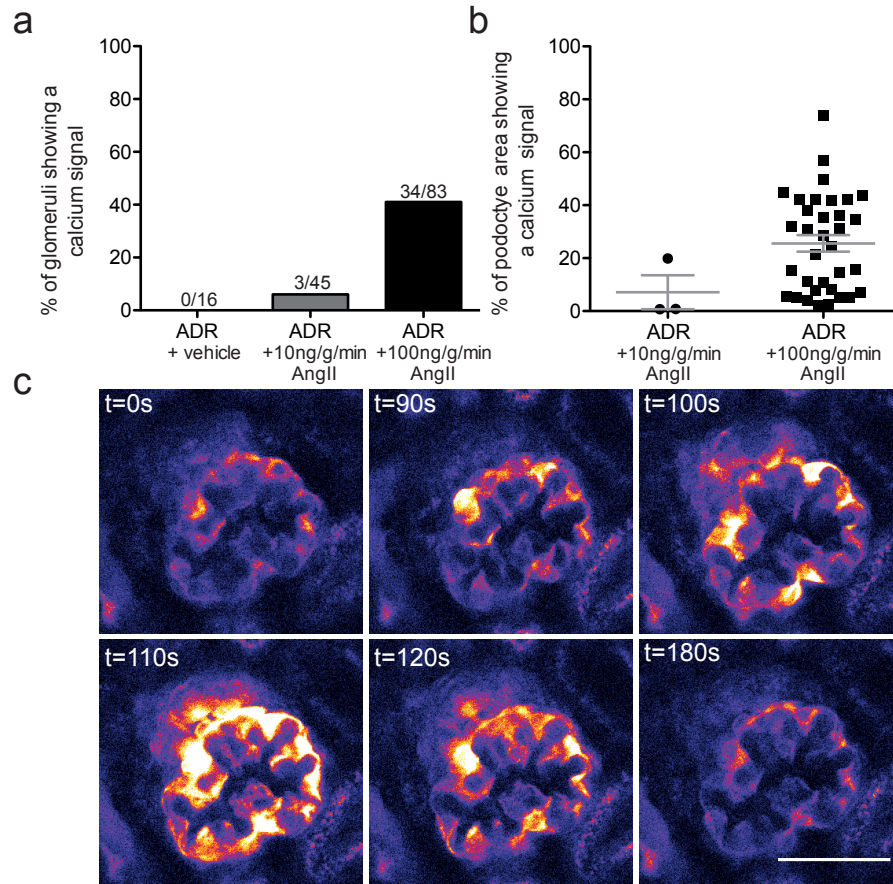 a
% of glomeruli showing a
calcium signal
100
80
60
40
20
0
0/16
3/45
34/83
ADR
+ vehicle
ADR
+10ng/g/min
AngII
ADR
+100ng/g/min
AngII
b
% of podoctye area showing
a calcium signal
100
80
60
40
20
0
ADR
+10ng/g/min
AngII
ADR
+100ng/g/min
AngII
c
t=0s
t=90s
t=100s
t=110s
t=120s
t=180s